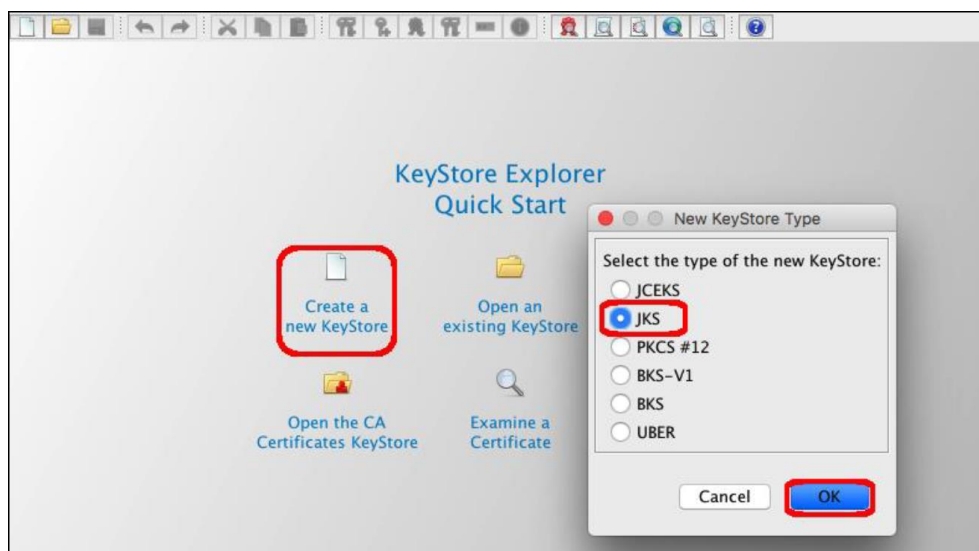 KeyStore Explorer
Quick Start
Create a
new KeyStore
Open an
existing KeyStore
Open the CA
Certificates KeyStore
Examine a
Certificate
New KeyStore Type
Select the type of the new KeyStore:
JCEKS
JKS
PKCS #12
BKS-V1
BKS
UBER
Cancel
OK